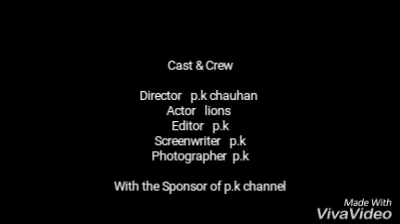 Cast & Crew
Director p.k chauhan
Actor lions
Editor p.k
Screenwriter p.k
Photographer p.k
With the Sponsor of p.k channel
Made With
VivaVideo